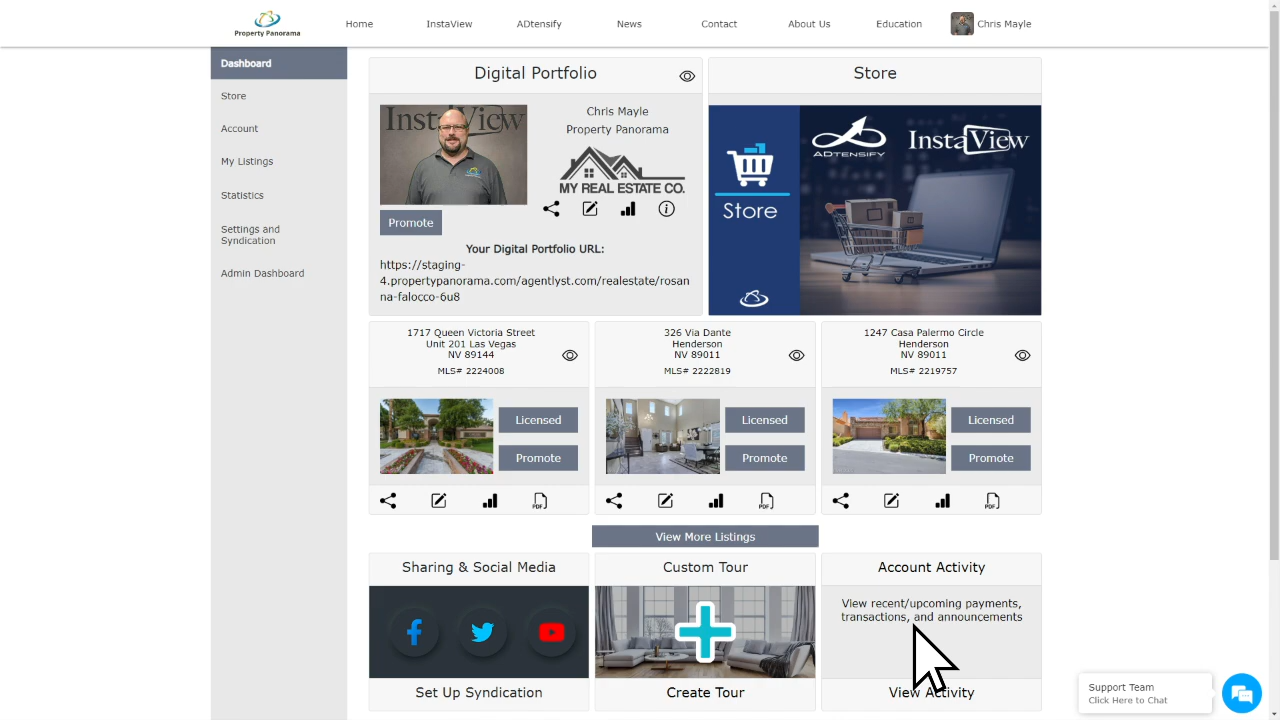 Property Panorama
Home
InstaView
ADtensify
News
Contact
About Us
Education
Chris Mayle
Dashboard
Store
Account
My Listings
Statistics
Settings and
Syndication
Admin Dashboard
Digital Portfolio
InstaView
Chris Mayle
Property Panorama
MY REAL ESTATE CO.
Promote
Your Digital Portfolio URL:
https://staging-
4.propertypanorama.com/agentlyst.com/realestate/rosan
na-falocco-6u8
Store
ADTENSIFY
InstaView
Store
1717 Queen Victoria Street
Unit 201 Las Vegas
NV 89144
MLS# 2224008
Licensed
Promote
PDF
326 Via Dante
Henderson
NV 89011
MLS# 2222819
Licensed
Promote
PDF
1247 Casa Palermo Circle
Henderson
NV 89011
MLS# 2219757
Licensed
Promote
PDF
View More Listings
Sharing & Social Media
Set Up Syndication
Custom Tour
Create Tour
Account Activity
View recent/upcoming payments,
transactions, and announcements
View Activity
Support Team
Click Here to Chat